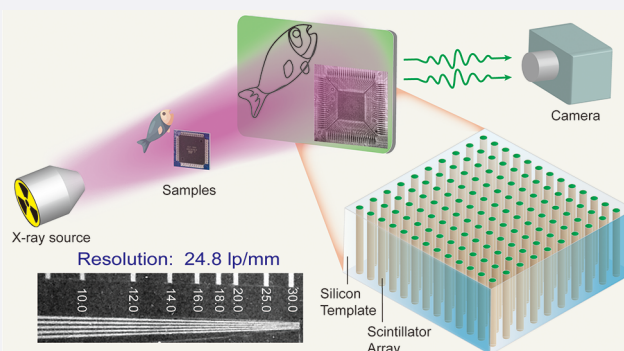 Camera
Samples
X-ray source
Resolution: 24.8 lp/mm
10.0
12.0
14.0
16.0
18.0
20.0
25.0
30.0
Silicon
Template
Scintillator
Array